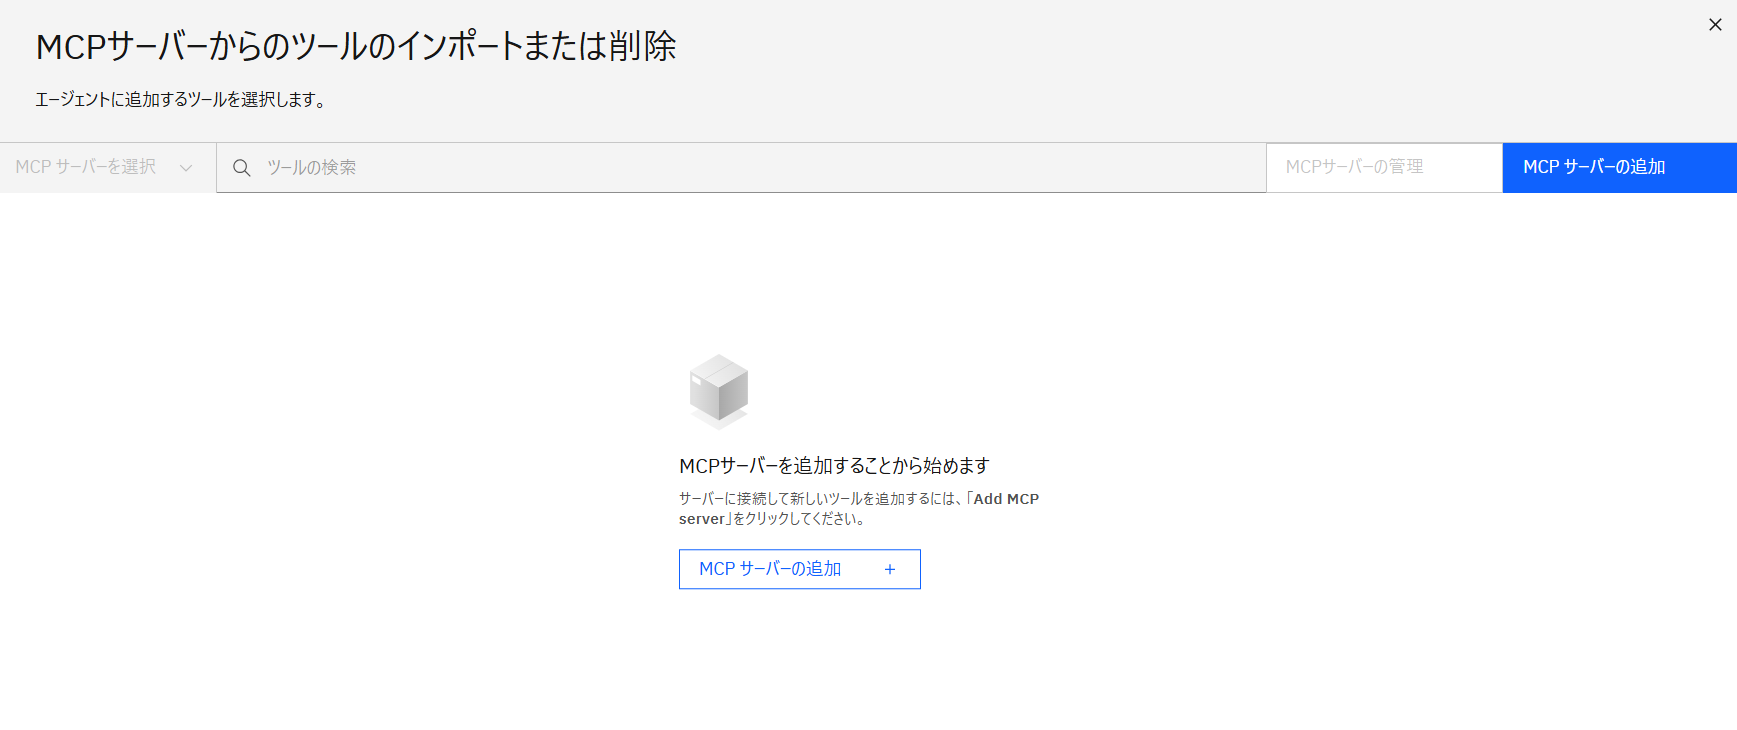 MCPサーバーからのツールのインポートまたは削除
エージェントに追加するツールを選択します。
MCP サーバーを選択
ツールの検索
MCPサーバーの管理
MCP サーバーの追加
MCPサーバーを追加することから始めます
サーバーに接続して新しいツールを追加するには、「Add MCP
server」をクリックしてください。
MCP サーバーの追加